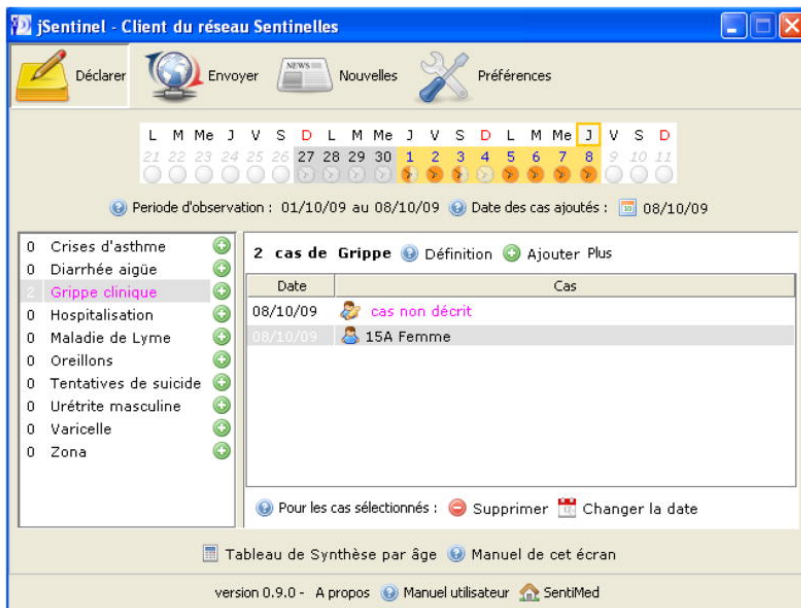 jSentinel - Client du réseau Sentinelles
Déclarer Envoyer NEWS Nouvelles Préférences
L M Me J V S D L M Me J V S D L M Me J V S D
21 22 23 24 25 26 27 28 29 30 1 2 3 4 5 6 7 8 9 10 11
Periode d'observation : 01/10/09 au 08/10/09 Date des cas ajoutés : 08/10/09
0 Crises d'asthme
0 Diarrhée aigüe
2 Grippe clinique
0 Hospitalisation
0 Maladie de Lyme
0 Oreillons
0 Tentatives de suicide
0 Urétrite masculine
0 Varicelle
0 Zona
2 cas de Grippe Définition Ajouter Plus
Date Cas
08/10/09 cas non décrit
08/10/09 15A Femme
Pour les cas sélectionnés : Supprimer Changer la date
Tableau de Synthèse par âge Manuel de cet écran
version 0.9.0 - A propos Manuel utilisateur SentiMed